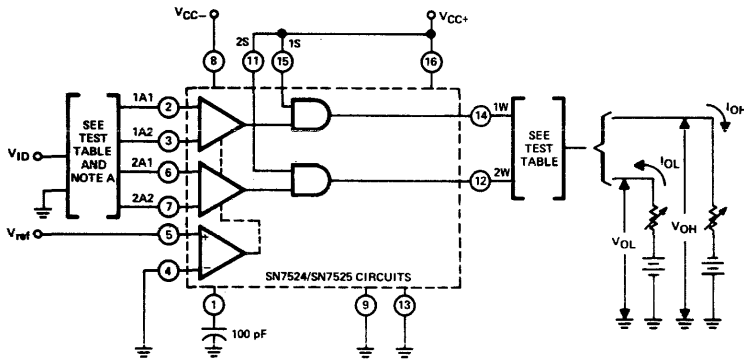 VCC−
VCC+
2S
1S
8
11
15
16
SEE
TEST
TABLE
AND
NOTE A
VID
1A1
2
1A2
3
2A1
6
2A2
7
Vref
5
+
4
−
14
1W
12
2W
SEE
TEST
TABLE
IOH
IOL
VOL
VOH
SN7524/SN7525 CIRCUITS
1
9
13
100 pF